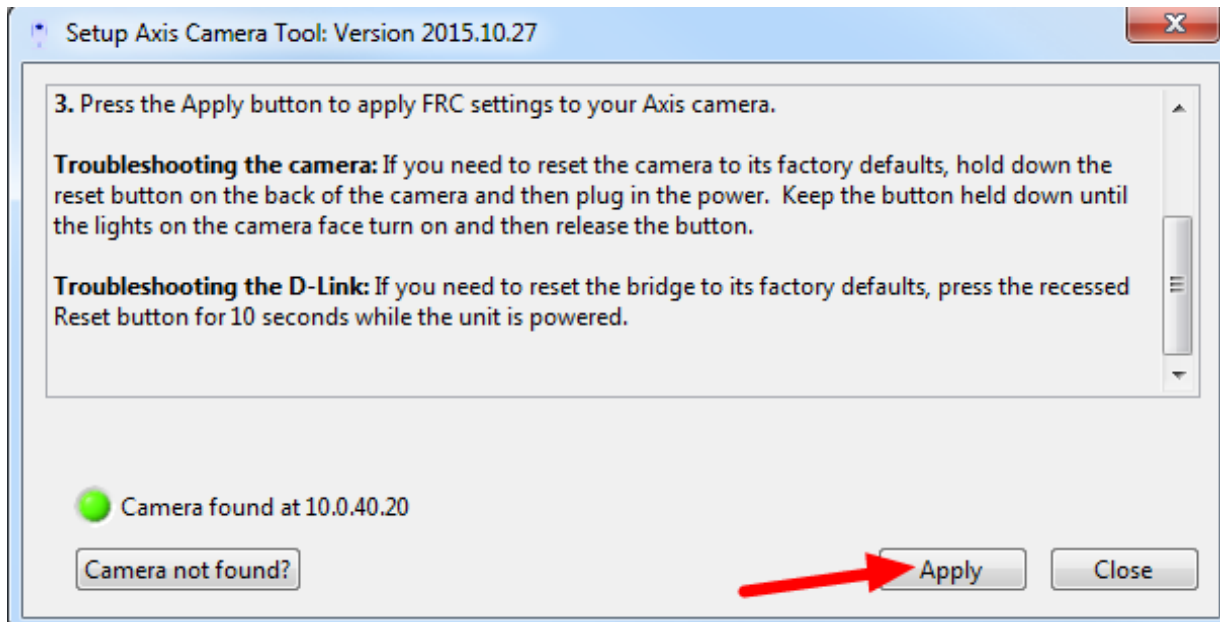 Setup Axis Camera Tool: Version 2015.10.27
3. Press the Apply button to apply FRC settings to your Axis camera.
Troubleshooting the camera: If you need to reset the camera to its factory defaults, hold down the
reset button on the back of the camera and then plug in the power.  Keep the button held down until
the lights on the camera face turn on and then release the button.
Troubleshooting the D-Link: If you need to reset the bridge to its factory defaults, press the recessed
Reset button for 10 seconds while the unit is powered.
Camera found at 10.0.40.20
Camera not found? Apply Close